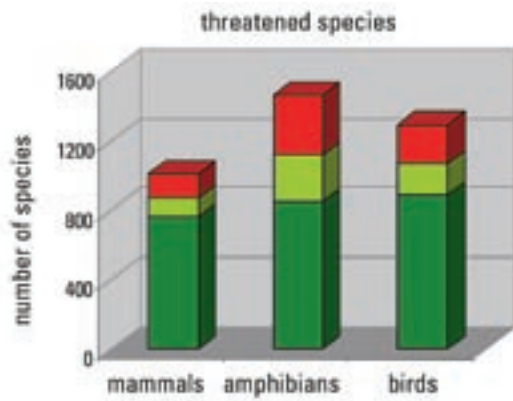 threatened species
number of species
1600
1200
800
400
0
mammals amphibians birds